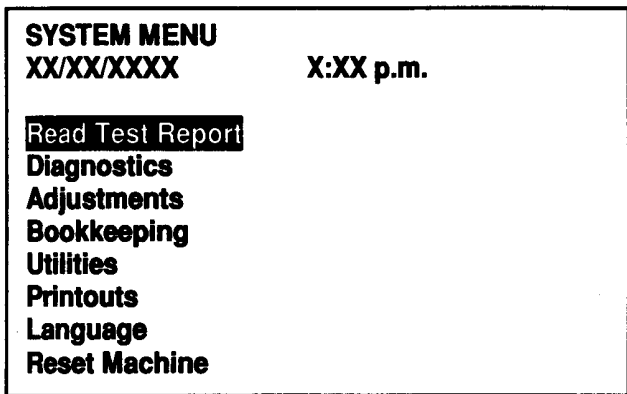 SYSTEM MENU
XX/XX/XXXX X:XX p.m.
Read Test Report
Diagnostics
Adjustments
Bookkeeping
Utilities
Printouts
Language
Reset Machine